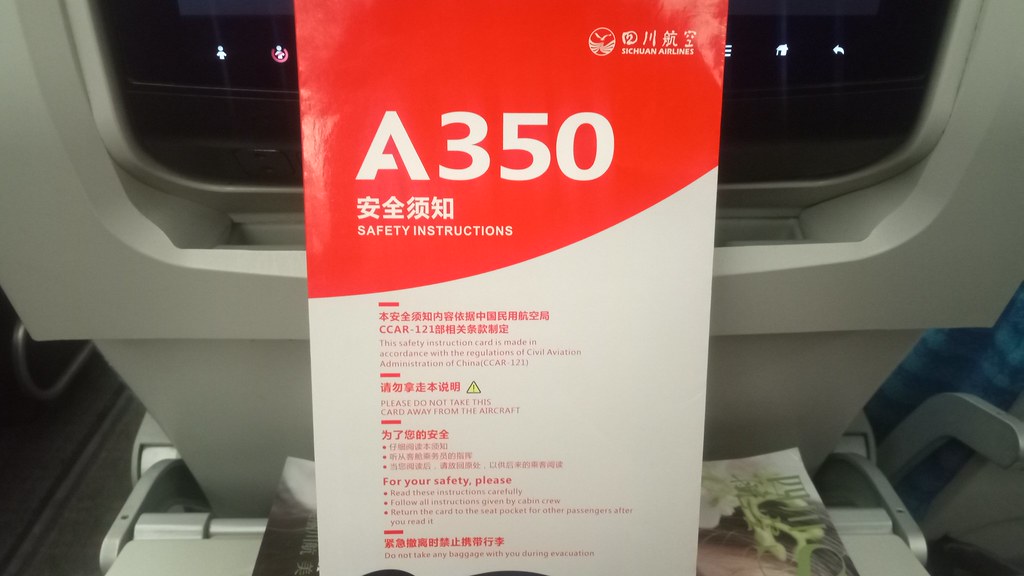 四川航空
SICHUAN AIRLINES
A350
安全须知
SAFETY INSTRUCTIONS
本安全须知内容依据中国民用航空局
CCAR-121部相关条款制定
This safety instruction card is made in
accordance with the regulations of Civil Aviation
Administration of China(CCAR-121)
请勿拿走本说明
PLEASE DO NOT TAKE THIS
CARD AWAY FROM THE AIRCRAFT
为了您的安全
• 仔细阅读本须知
• 听从客舱乘务员的指挥
• 当您阅读后，请放回原处，以供后来的乘客阅读
For your safety, please
• Read these instructions carefully
• Follow all instructions given by cabin crew
• Return the card to the seat pocket for other passengers after
you read it
紧急撤离时禁止携带行李
Do not take any baggage with you during evacuation